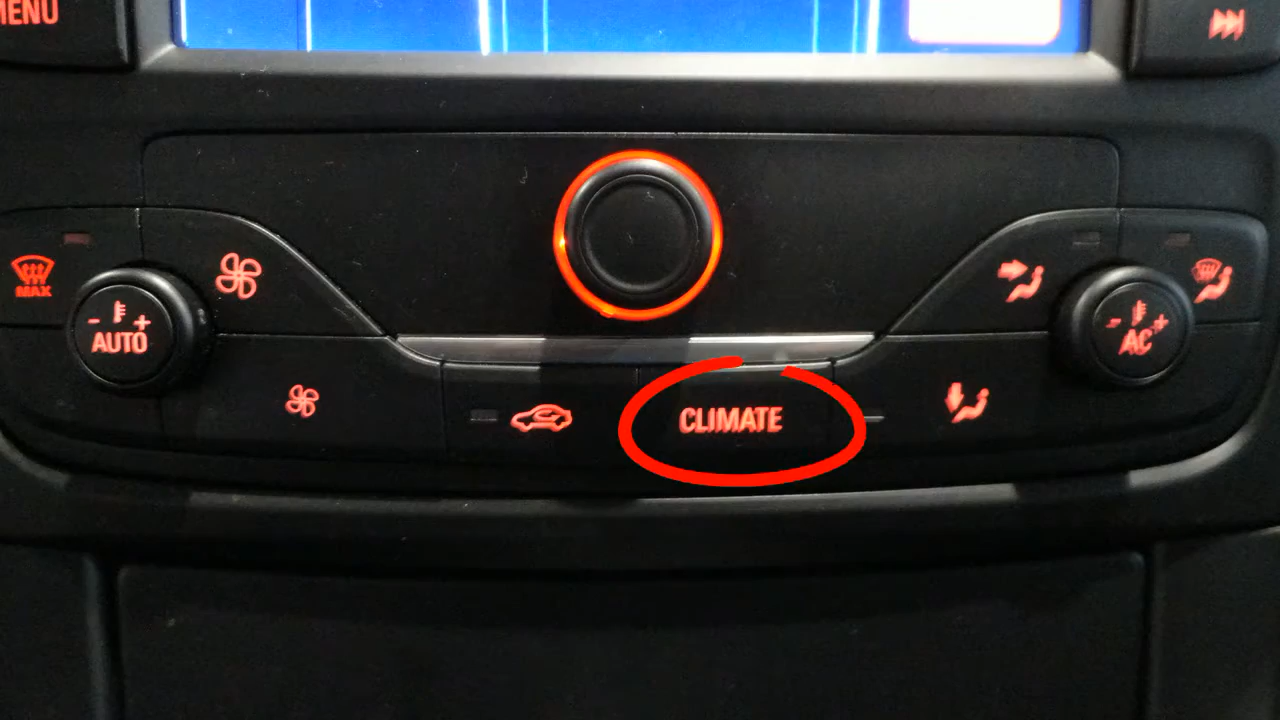 MENU
MAX
- +
AUTO
- +
AC
CLIMATE